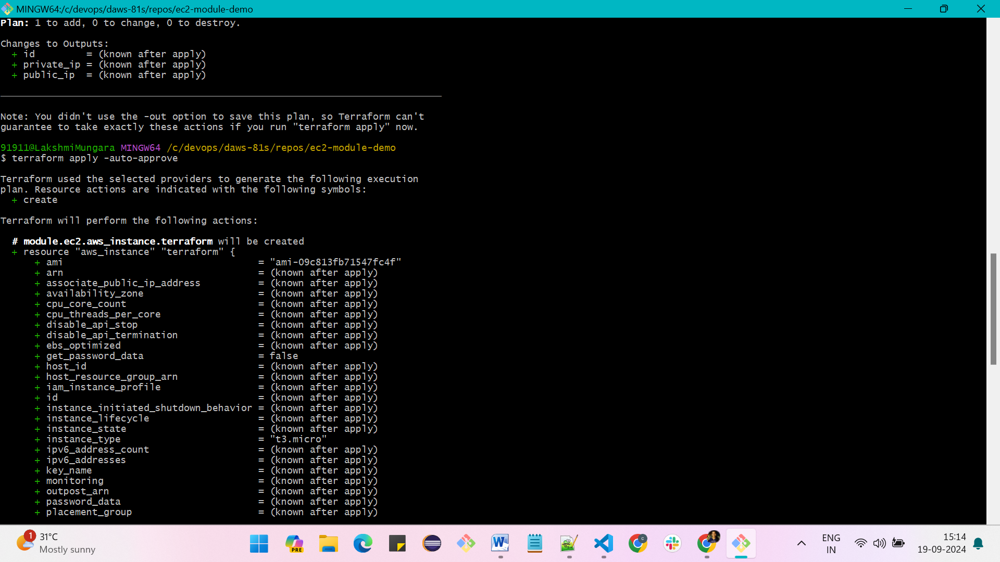 MINGW64:/c/devops/daws-81s/repos/ec2-module-demo
Plan: 1 to add, 0 to change, 0 to destroy.
Changes to Outputs:
  + id         = (known after apply)
  + private_ip = (known after apply)
  + public_ip  = (known after apply)
Note: You didn't use the -out option to save this plan, so Terraform can't
guarantee to take exactly these actions if you run "terraform apply" now.
91911@LakshmiMungara MINGW64 /c/devops/daws-81s/repos/ec2-module-demo
$ terraform apply -auto-approve
Terraform used the selected providers to generate the following execution
plan. Resource actions are indicated with the following symbols:
  + create
Terraform will perform the following actions:
  # module.ec2.aws_instance.terraform will be created
  + resource "aws_instance" "terraform" {
      + ami                                  = "ami-09c813fb71547fc4f"
      + arn                                  = (known after apply)
      + associate_public_ip_address          = (known after apply)
      + availability_zone                    = (known after apply)
      + cpu_core_count                       = (known after apply)
      + cpu_threads_per_core                 = (known after apply)
      + disable_api_stop                     = (known after apply)
      + disable_api_termination              = (known after apply)
      + ebs_optimized                        = (known after apply)
      + get_password_data                    = false
      + host_id                              = (known after apply)
      + host_resource_group_arn              = (known after apply)
      + iam_instance_profile                 = (known after apply)
      + id                                   = (known after apply)
      + instance_initiated_shutdown_behavior = (known after apply)
      + instance_lifecycle                   = (known after apply)
      + instance_state                       = (known after apply)
      + instance_type                        = "t3.micro"
      + ipv6_address_count                   = (known after apply)
      + ipv6_addresses                       = (known after apply)
      + key_name                             = (known after apply)
      + monitoring                           = (known after apply)
      + outpost_arn                          = (known after apply)
      + password_data                        = (known after apply)
      + placement_group                      = (known after apply)
1
31°C
Mostly sunny
PRE
W
C
ENG
IN
15:14
19-09-2024